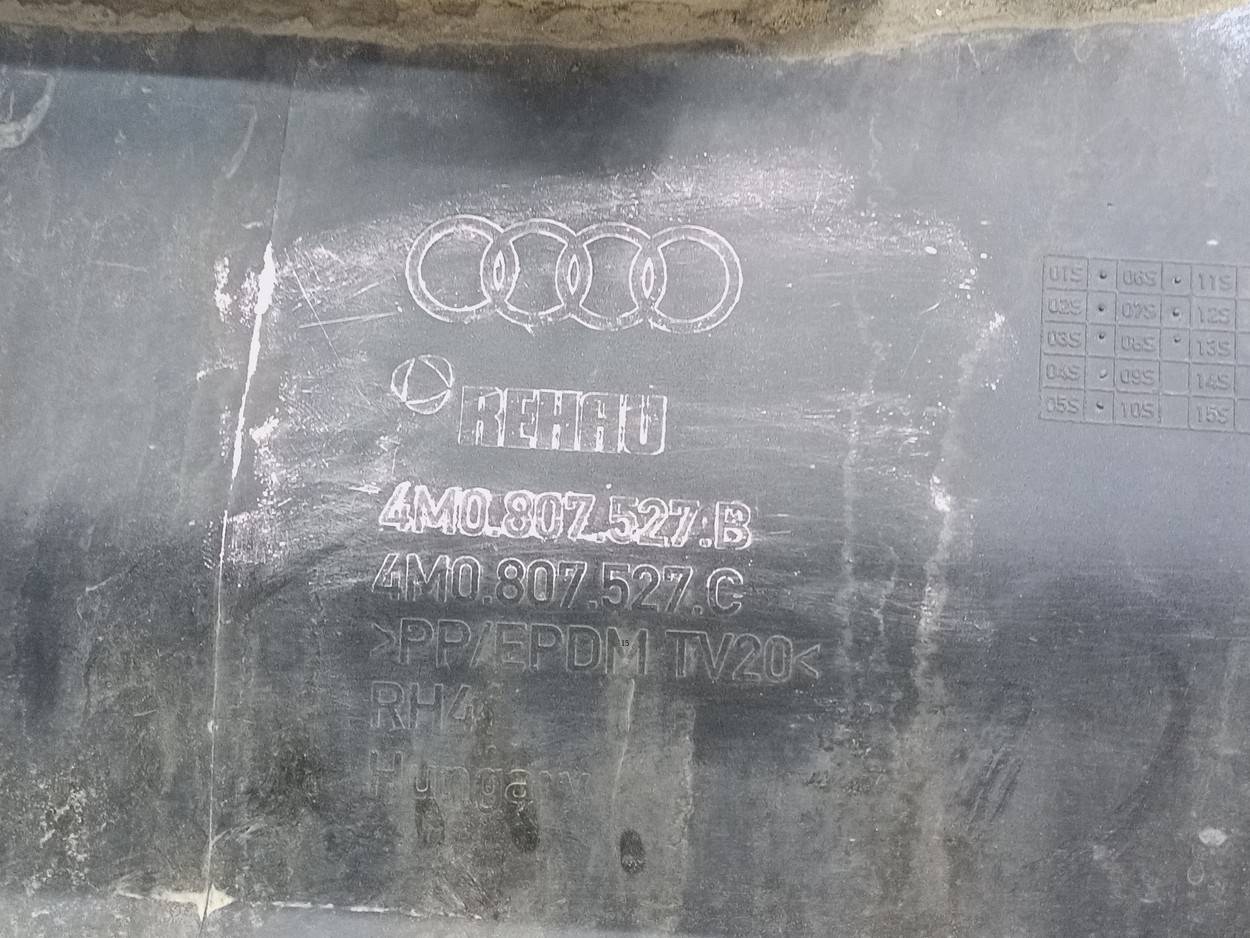 REHAU
4M0.807.527.B
4M0.807.527.C
>PP/EPDM TV20<
15
RH4
Hungary
01S 06S 11S
02S 07S 12S
03S 08S 13S
04S 09S 14S
05S 10S 15S